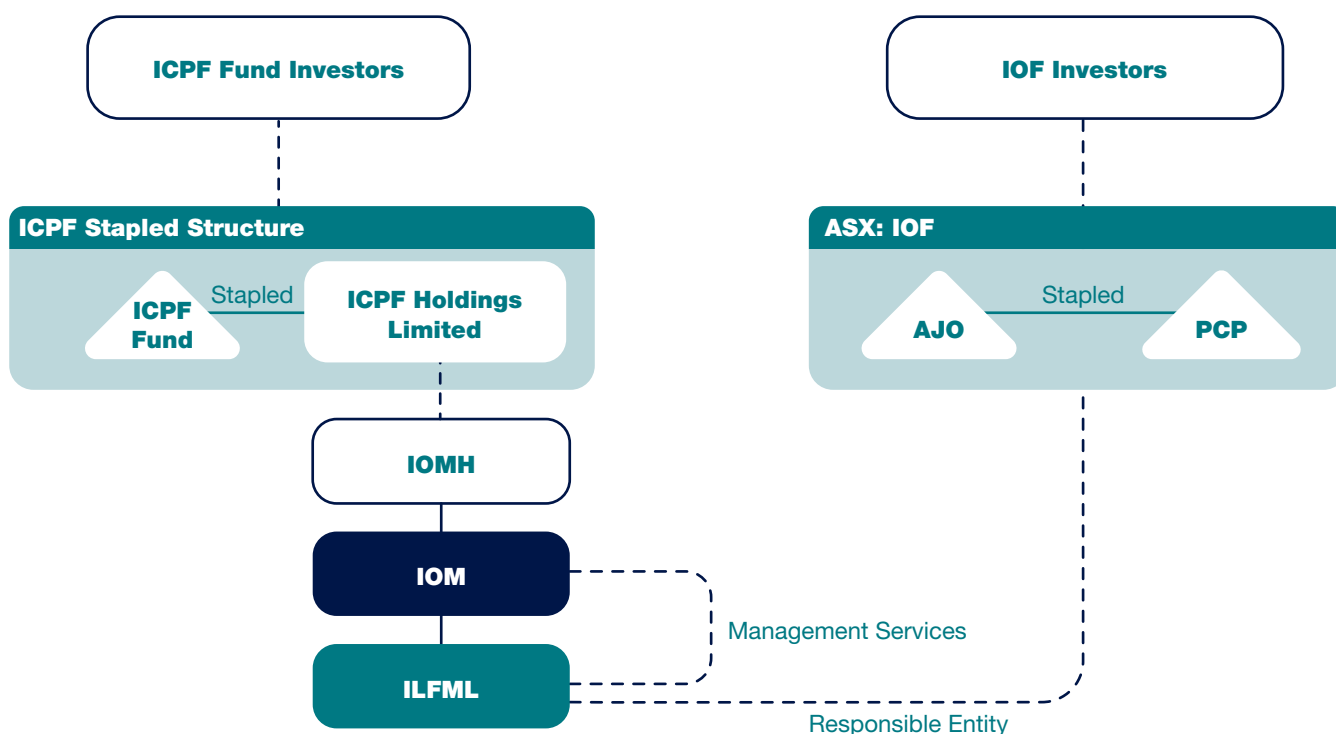 ICPF Fund Investors
IOF Investors
ICPF Stapled Structure
ICPF
Fund
Stapled
ICPF Holdings
Limited
ASX: IOF
AJO
Stapled
PCP
IOMH
IOM
Management Services
ILFML
Responsible Entity